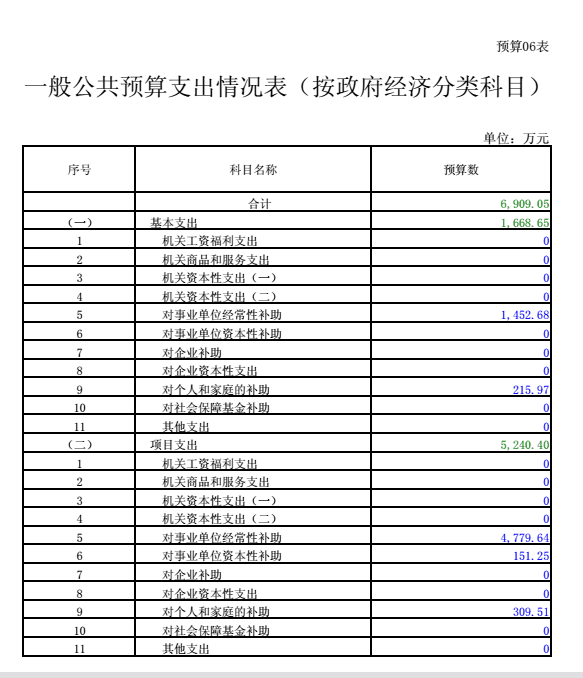 预算06表
一般公共预算支出情况表（按政府经济分类科目）
单位：万元
序号 科目名称 预算数
合计 6,909.05
（一） 基本支出 1,668.65
1 机关工资福利支出 0
2 机关商品和服务支出 0
3 机关资本性支出（一） 0
4 机关资本性支出（二） 0
5 对事业单位经常性补助 1,452.68
6 对事业单位资本性补助 0
7 对企业补助 0
8 对企业资本性支出 0
9 对个人和家庭的补助 215.97
10 对社会保障基金补助 0
11 其他支出 0
（二） 项目支出 5,240.40
1 机关工资福利支出 0
2 机关商品和服务支出 0
3 机关资本性支出（一） 0
4 机关资本性支出（二） 0
5 对事业单位经常性补助 4,779.64
6 对事业单位资本性补助 151.25
7 对企业补助 0
8 对企业资本性支出 0
9 对个人和家庭的补助 309.51
10 对社会保障基金补助 0
11 其他支出 0